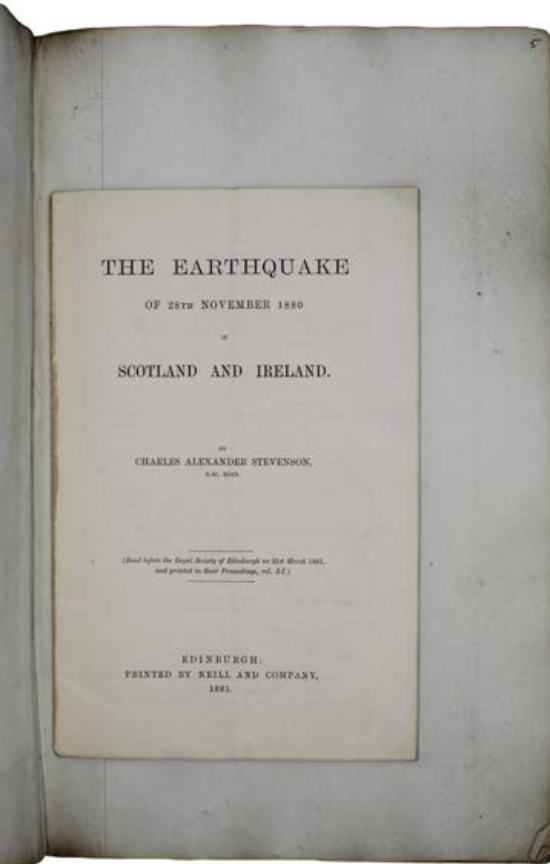 5
THE EARTHQUAKE
OF 28TH NOVEMBER 1880
IN
SCOTLAND AND IRELAND.
BY
CHARLES ALEXANDER STEVENSON,
B.SC. EDIN.
(Read before the Royal Society of Edinburgh on 21st March 1881,
and printed in their Proceedings, vol. XI.)
EDINBURGH:
PRINTED BY NEILL AND COMPANY,
1881.